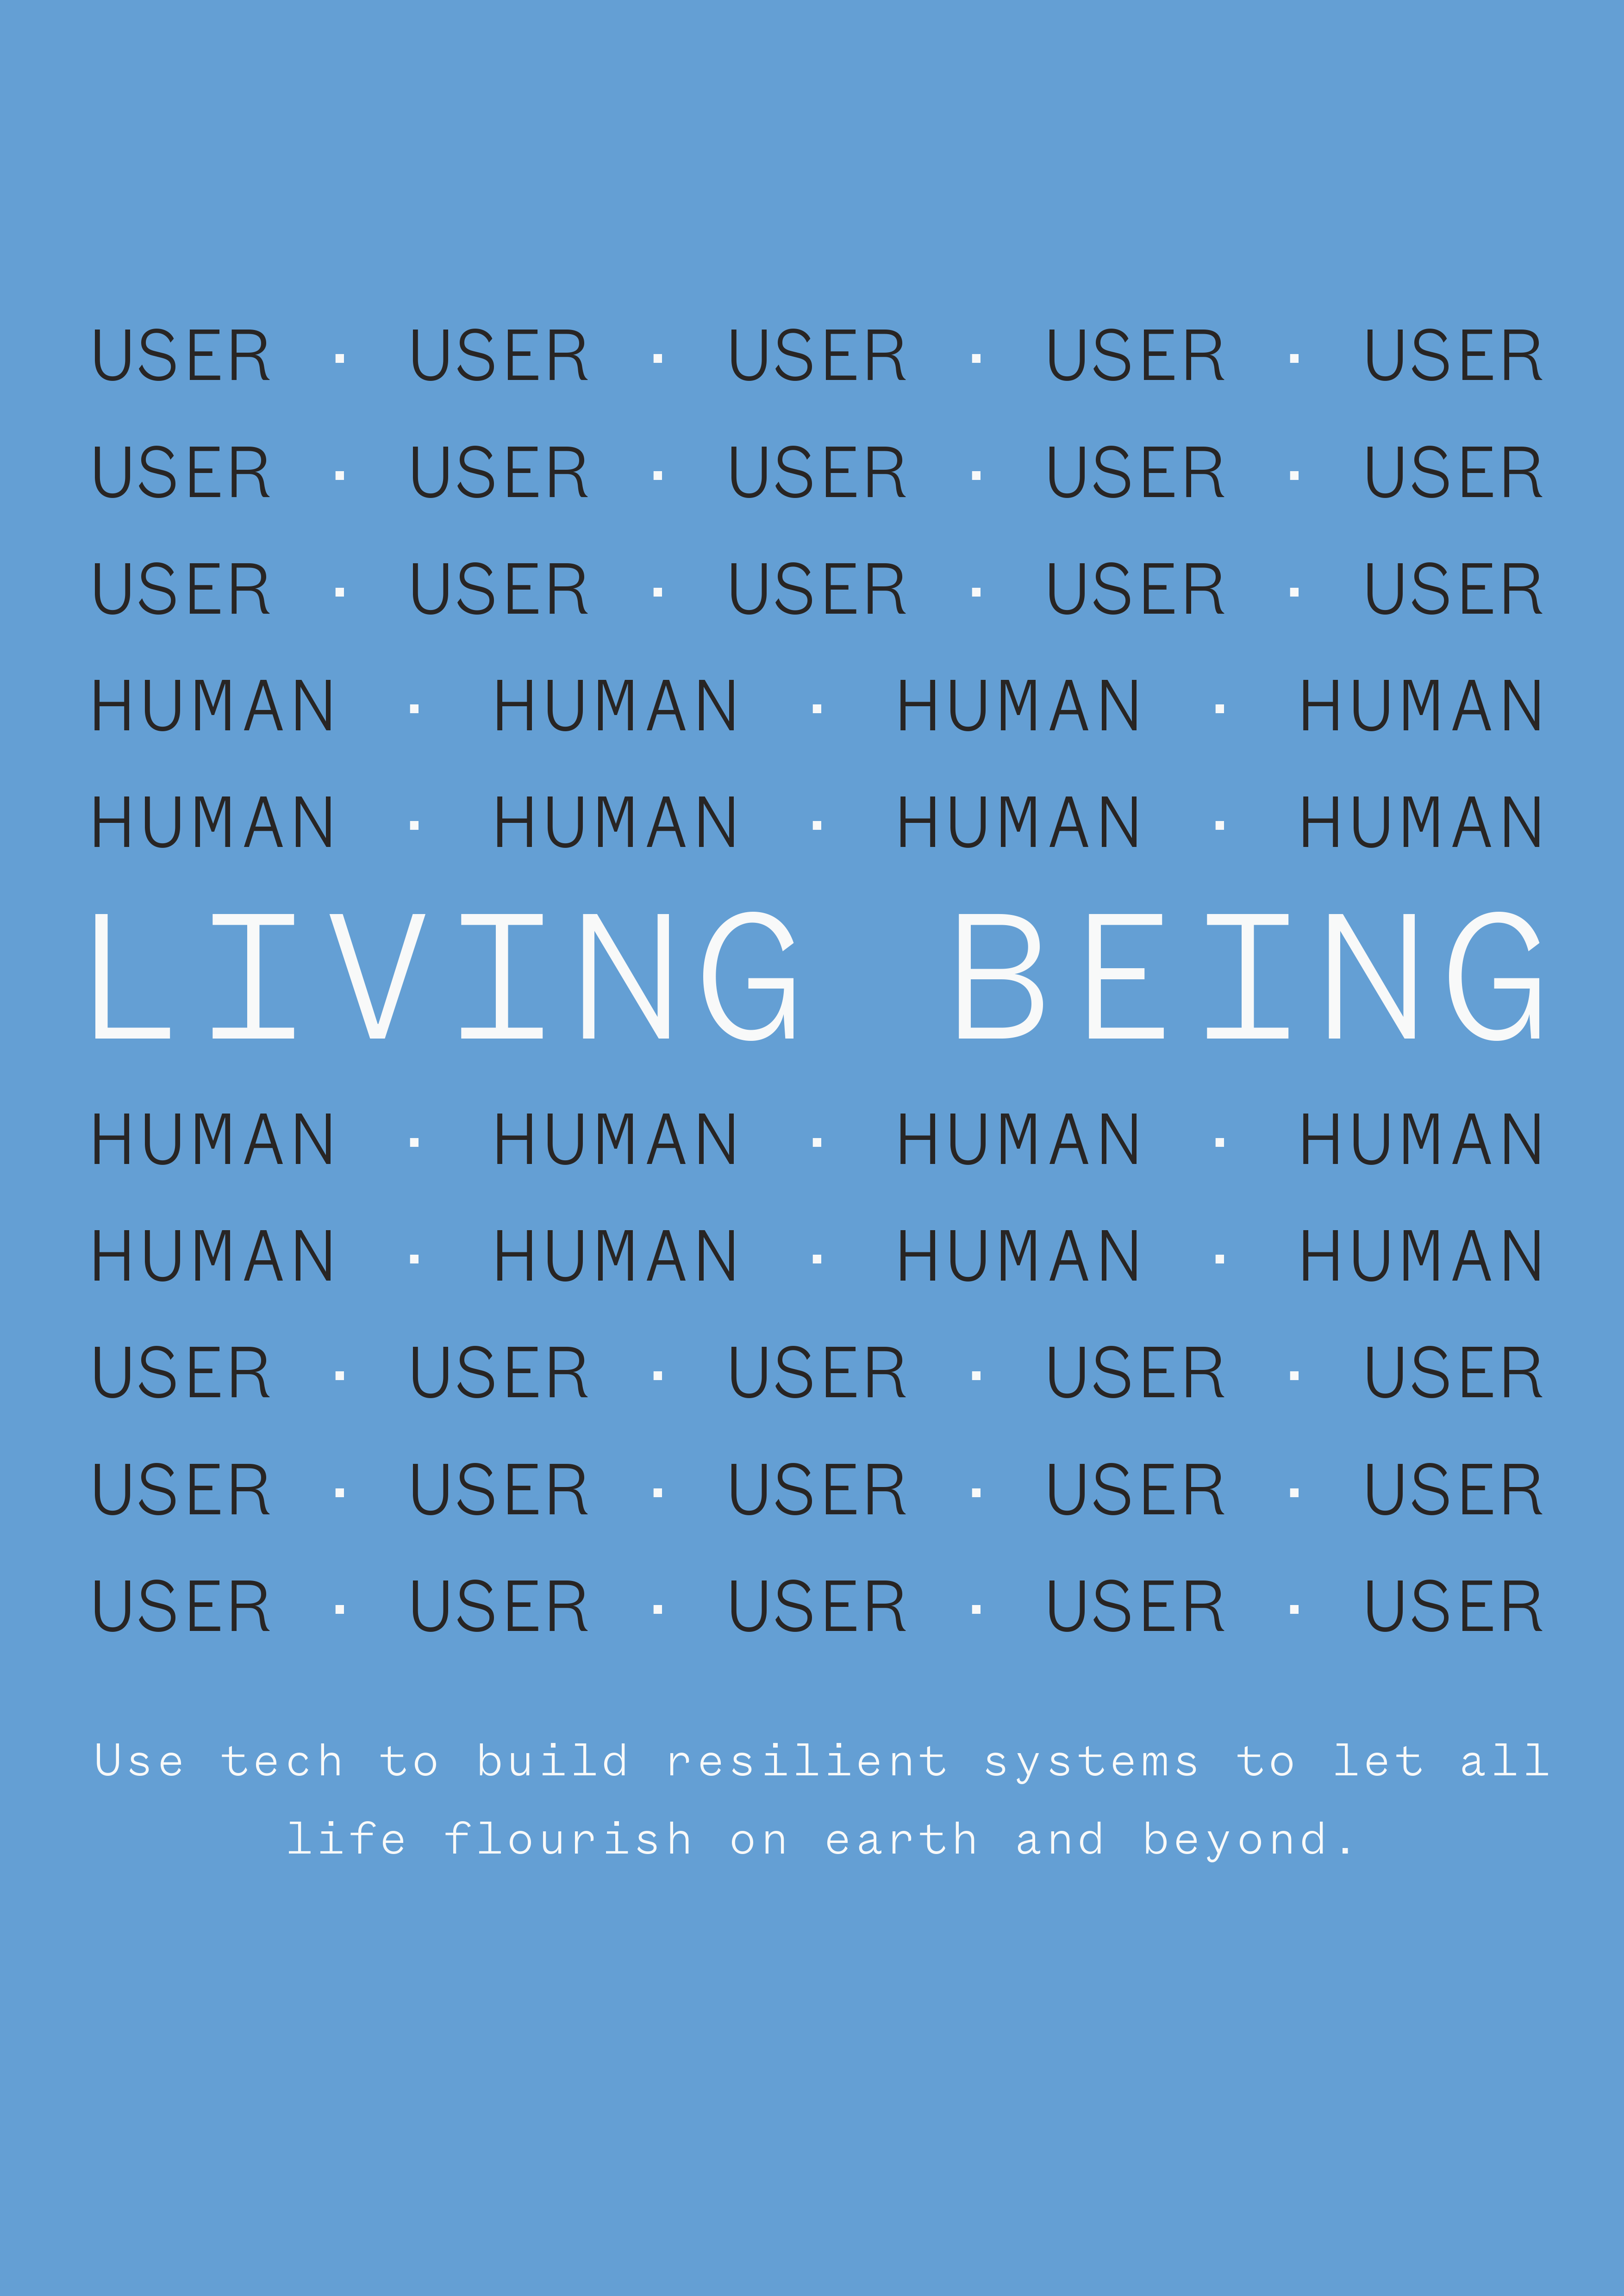 USER · USER · USER · USER · USER
USER · USER · USER · USER · USER
USER · USER · USER · USER · USER
HUMAN · HUMAN · HUMAN · HUMAN
HUMAN · HUMAN · HUMAN · HUMAN
LIVING BEING
HUMAN · HUMAN · HUMAN · HUMAN
HUMAN · HUMAN · HUMAN · HUMAN
USER · USER · USER · USER · USER
USER · USER · USER · USER · USER
USER · USER · USER · USER · USER
Use tech to build resilient systems to let all
life flourish on earth and beyond.